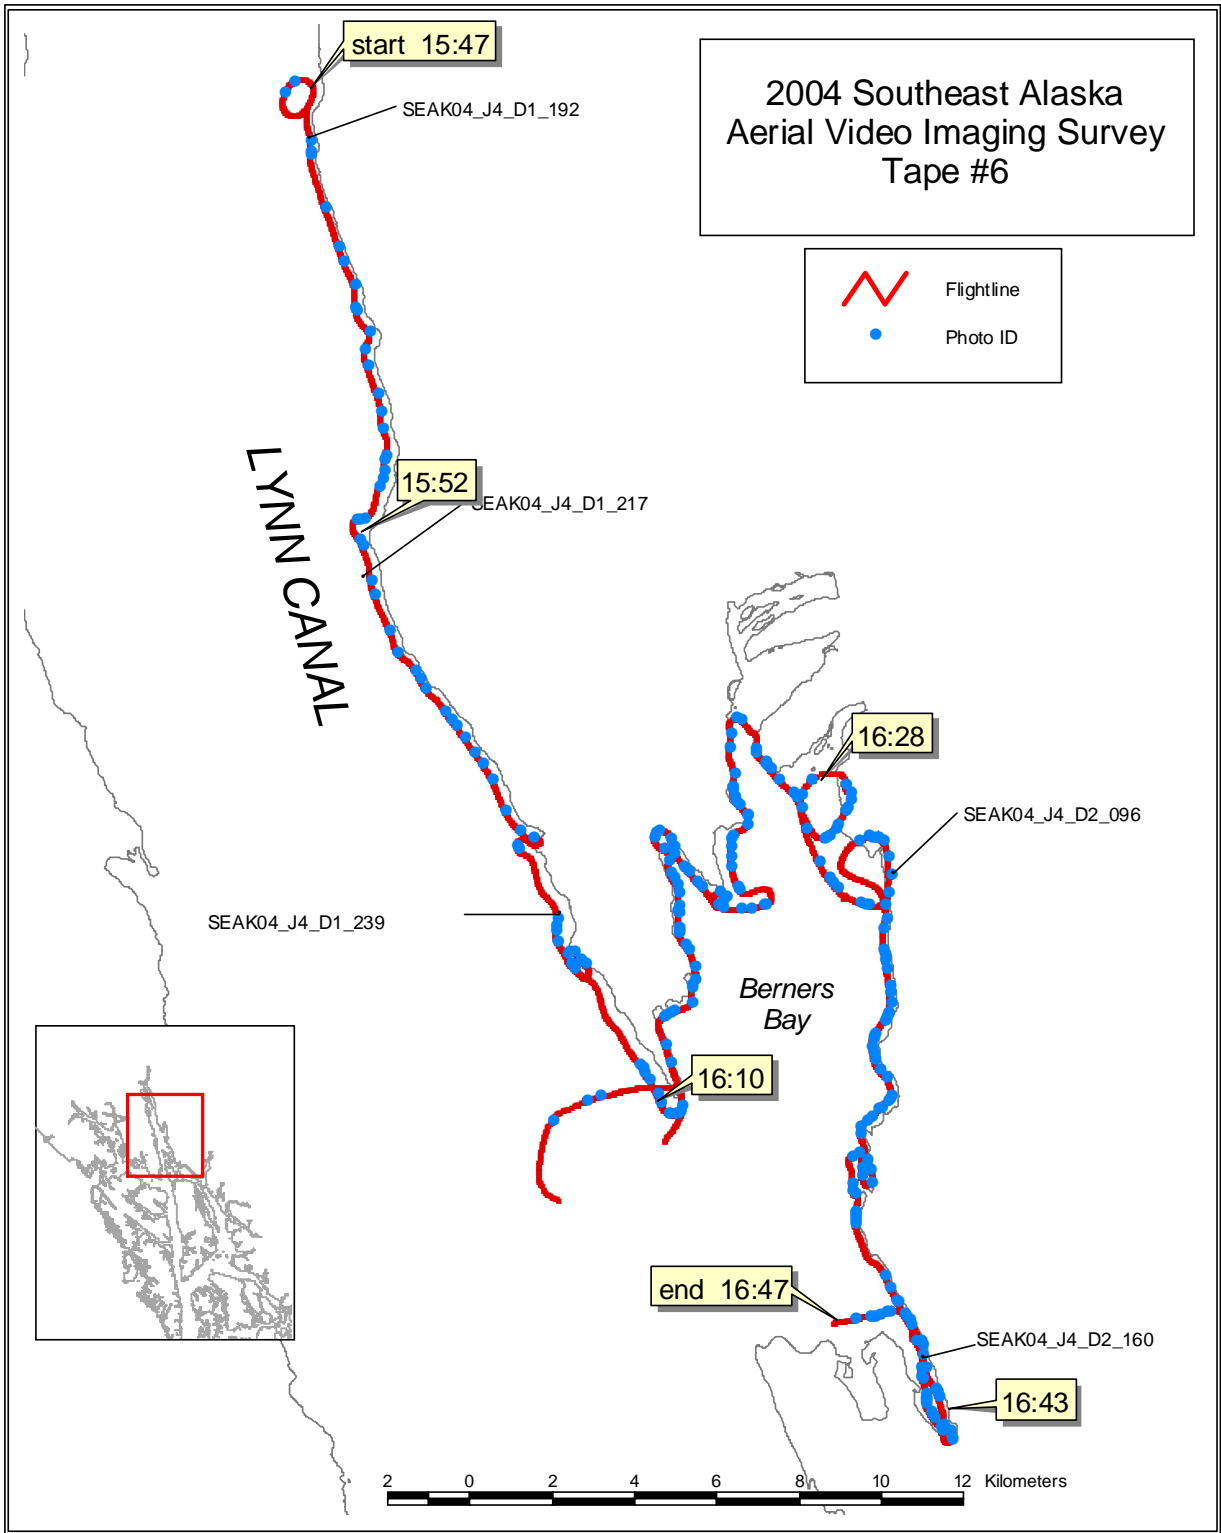 start 15:47
2004 Southeast Alaska
Aerial Video Imaging Survey
Tape #6
SEAK04_J4_D1_192
Flightline
Photo ID
LYNN CANAL
15:52
SEAK04_J4_D1_217
16:28
SEAK04_J4_D2_096
SEAK04_J4_D1_239
Berners
Bay
16:10
end 16:47
SEAK04_J4_D2_160
16:43
2 0 2 4 6 8 10 12 Kilometers